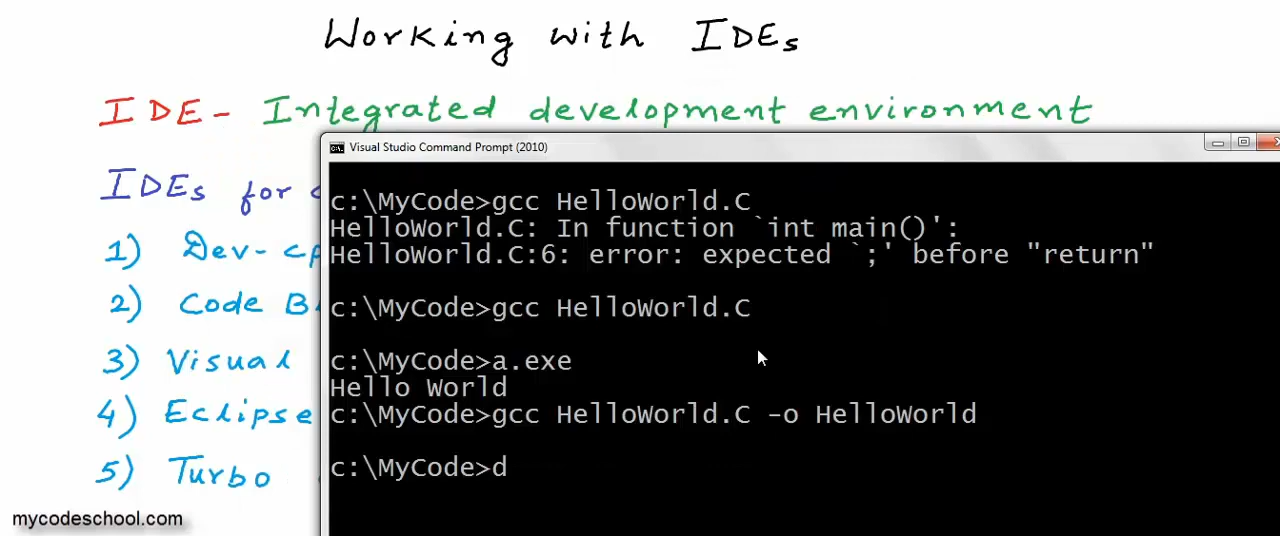 Working with IDEs
IDE- Integrated development environment
IDEs for
1) Dev-cp
2) Code B
3) Visual
4) Eclipse
5) Turbo
mycodeschool.com
Visual Studio Command Prompt (2010)
c:\MyCode>gcc HelloWorld.C
HelloWorld.C: In function `int main()':
HelloWorld.C:6: error: expected `;' before "return"
c:\MyCode>gcc HelloWorld.C
c:\MyCode>a.exe
Hello World
c:\MyCode>gcc HelloWorld.C -o HelloWorld
c:\MyCode>d